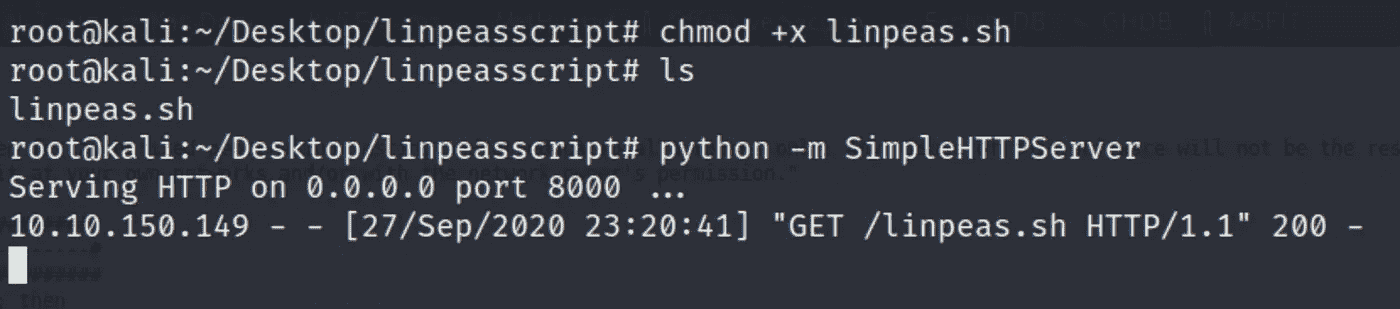 root@kali:~/Desktop/linpeasscript# chmod +x linpeas.sh
root@kali:~/Desktop/linpeasscript# ls
linpeas.sh
root@kali:~/Desktop/linpeasscript# python -m SimpleHTTPServer
Serving HTTP on 0.0.0.0 port 8000 ...
10.10.150.149 - - [27/Sep/2020 23:20:41] "GET /linpeas.sh HTTP/1.1" 200 -